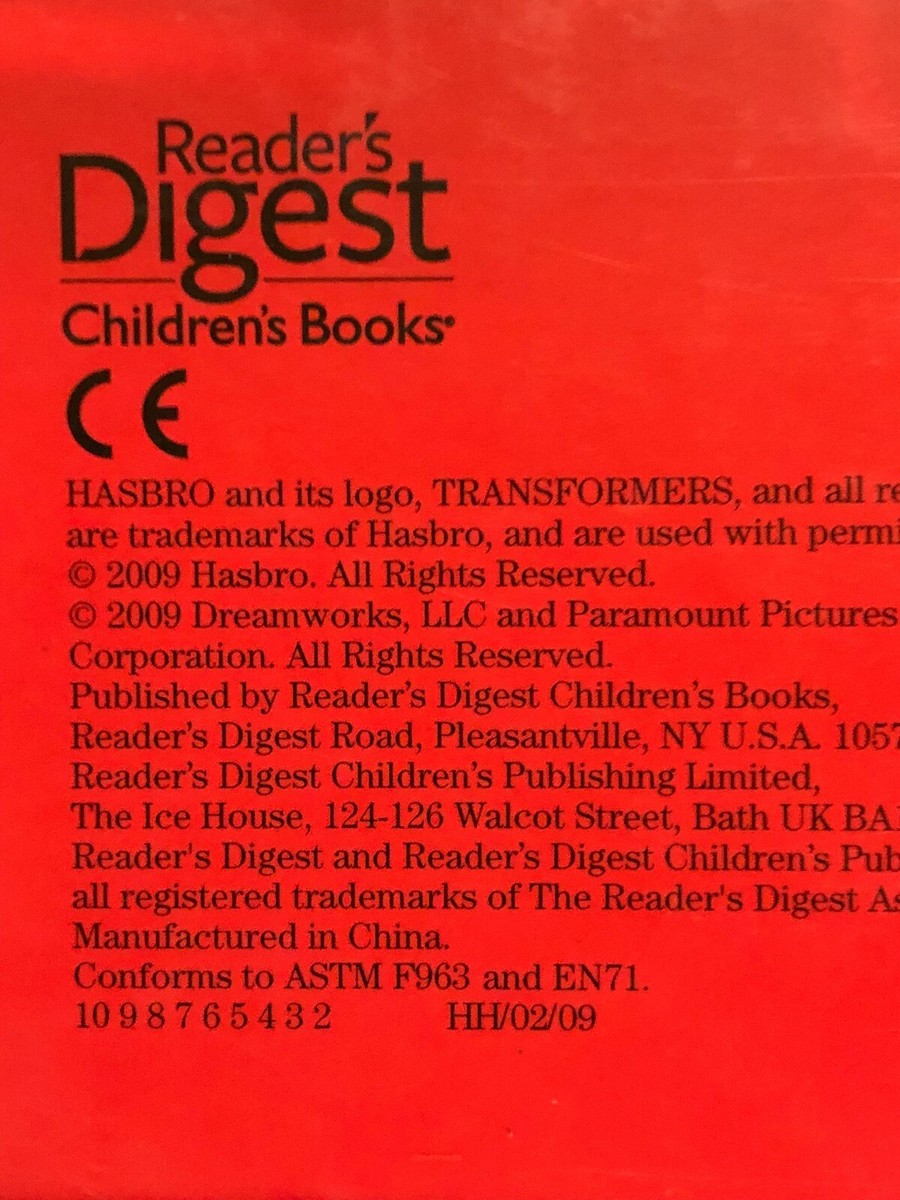 Reader's
Digest
Children's Books®
CE
HASBRO and its logo, TRANSFORMERS, and all
are trademarks of Hasbro, and are used with
© 2009 Hasbro. All Rights Reserved.
© 2009 Dreamworks, LLC and Paramount Pictures
Corporation. All Rights Reserved.
Published by Reader's Digest Children's Books,
Reader's Digest Road, Pleasantville, NY U.S.A. 1057
Reader's Digest Children's Publishing Limited,
The Ice House, 124-126 Walcot Street, Bath UK BA1
Reader's Digest and Reader's Digest Children's Pub
all registered trademarks of The Reader's Digest As
Manufactured in China.
Conforms to ASTM F963 and EN71.
10 9 8 7 6 5 4 3 2 HH/02/09